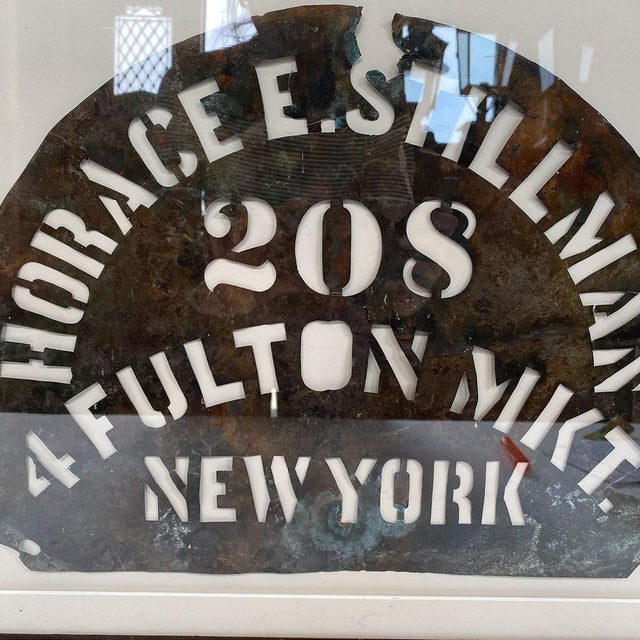 HORACE E. STILLMAN
208
4 FULTON MKT.
NEW YORK